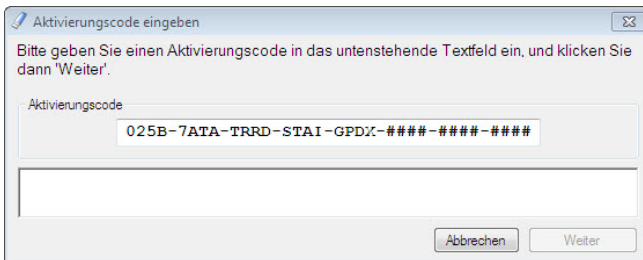 Aktivierungscode eingeben
Bitte geben Sie einen Aktivierungscode in das untenstehende Textfeld ein, und klicken Sie
dann 'Weiter'.
Aktivierungscode
025B-7ATA-TRRD-STAI-GPDX-####-####-####
Abbrechen
Weiter